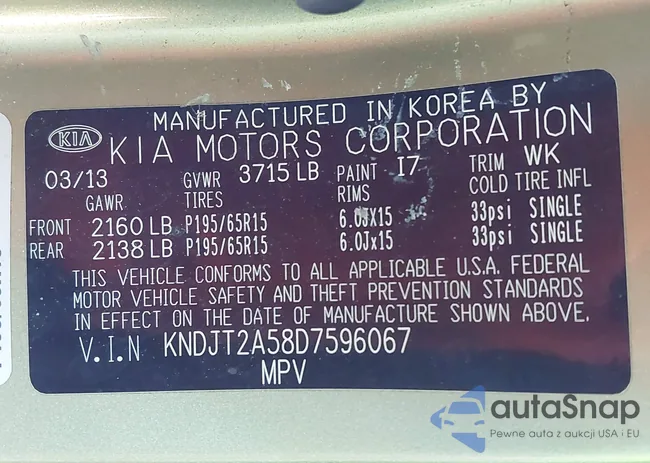 MANUFACTURED IN KOREA BY
KIA KIA MOTORS CORPORATION
03/13 GVWR 3715 LB PAINT I7 TRIM WK
GAWR TIRES RIMS COLD TIRE INFL
FRONT 2160 LB P195/65R15 6.0Jx15 33psi SINGLE
REAR 2138 LB P195/65R15 6.0Jx15 33psi SINGLE
THIS VEHICLE CONFORMS TO ALL APPLICABLE U.S.A. FEDERAL
MOTOR VEHICLE SAFETY AND THEFT PREVENTION STANDARDS
IN EFFECT ON THE DATE OF MANUFACTURE SHOWN ABOVE.
V.I.N KNDJT2A58D7596067
MPV
autaSnap
Pewne auta z aukcji USA i EU